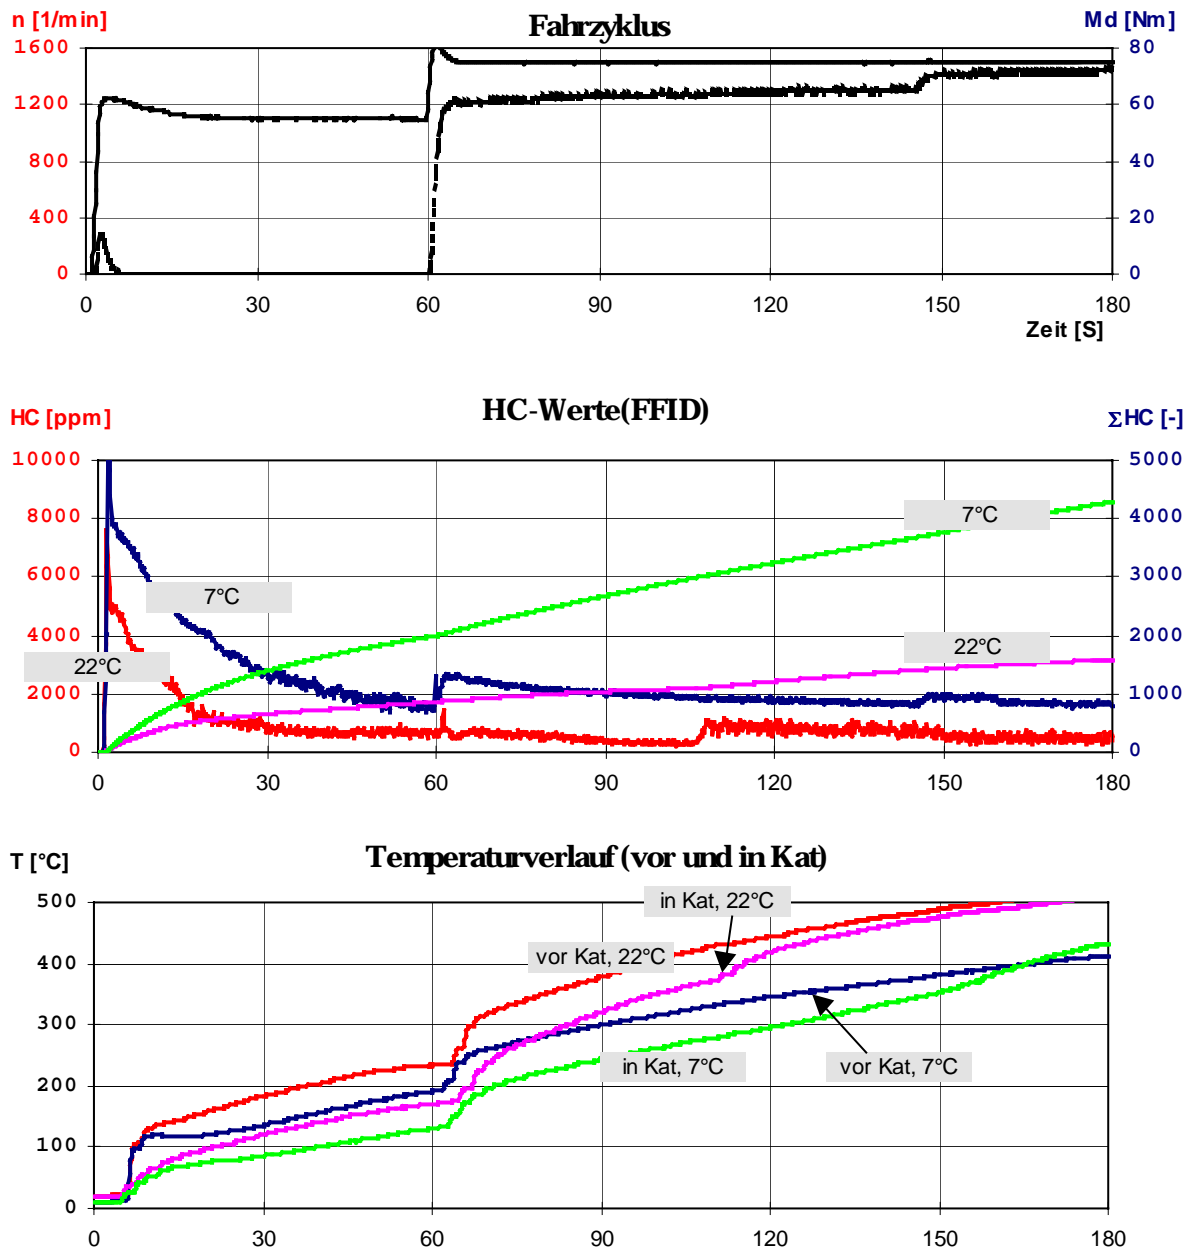 n [1/min]
Fahrzyklus
Md [Nm]
1600
80
1200
60
800
40
400
20
0
0
0
30
60
90
120
150
180
Zeit [S]
HC [ppm]
HC-Werte(FFID)
ΣHC [-]
10000
5000
8000
7°C
4000
6000
3000
7°C
4000
2000
22°C
22°C
2000
1000
0
0
0
30
60
90
120
150
180
T [°C]
Temperaturverlauf (vor und in Kat)
500
in Kat, 22°C
vor Kat, 22°C
400
300
in Kat, 7°C
vor Kat, 7°C
200
100
0
0
30
60
90
120
150
180